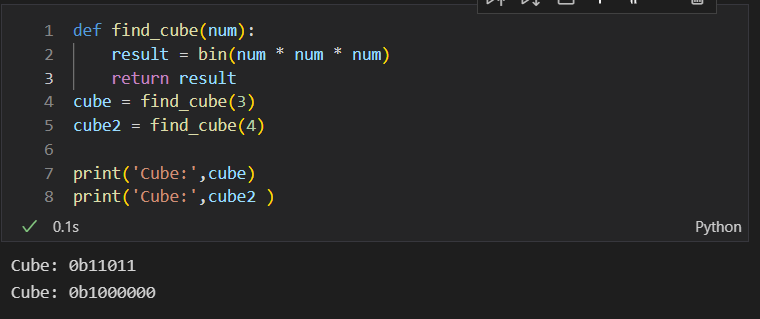 1 def find_cube(num):
2     result = bin(num * num * num)
3     return result
4 cube = find_cube(3)
5 cube2 = find_cube(4)
6
7 print('Cube:',cube)
8 print('Cube:',cube2 )
0.1s Python
Cube: 0b11011
Cube: 0b1000000